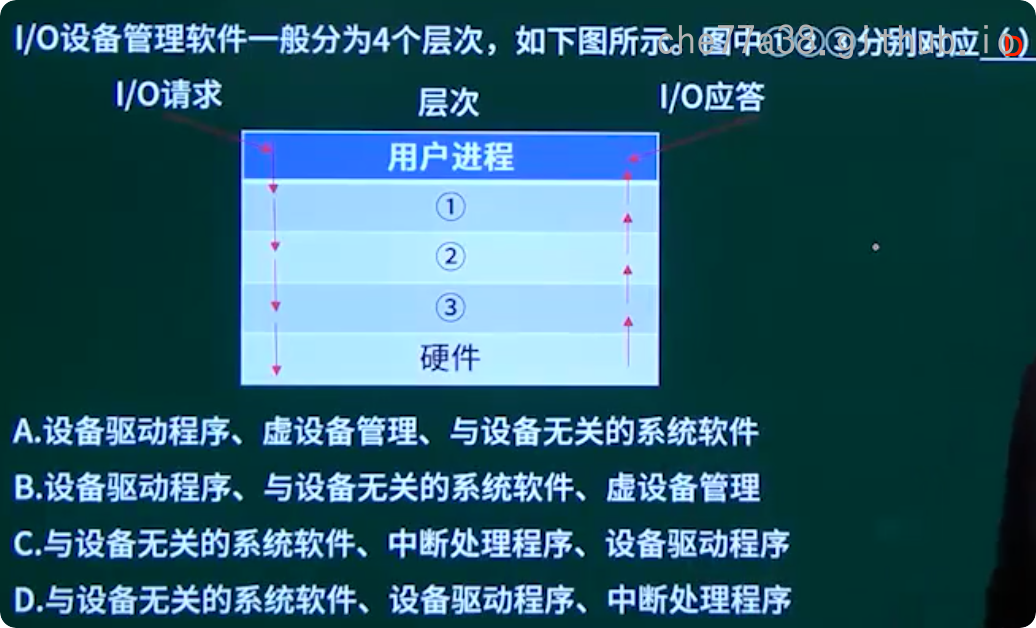 I/O设备管理软件一般分为4个层次，如下图所示。图中①②③分别对应（）
che77a38.github.io
D
I/O请求 层次 I/O应答
用户进程
①
②
③
硬件
A.设备驱动程序、虚设备管理、与设备无关的系统软件
B.设备驱动程序、与设备无关的系统软件、虚设备管理
C.与设备无关的系统软件、中断处理程序、设备驱动程序
D.与设备无关的系统软件、设备驱动程序、中断处理程序